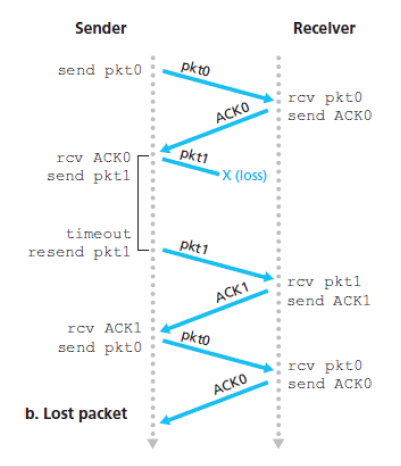 Sender Receiver
send pkt0
pkt0
rcv pkt0
send ACK0
ACK0
rcv ACK0
send pkt1
pkt1
X (loss)
timeout
resend pkt1
pkt1
rcv pkt1
send ACK1
ACK1
rcv ACK1
send pkt0
pkt0
rcv pkt0
send ACK0
ACK0
b. Lost packet